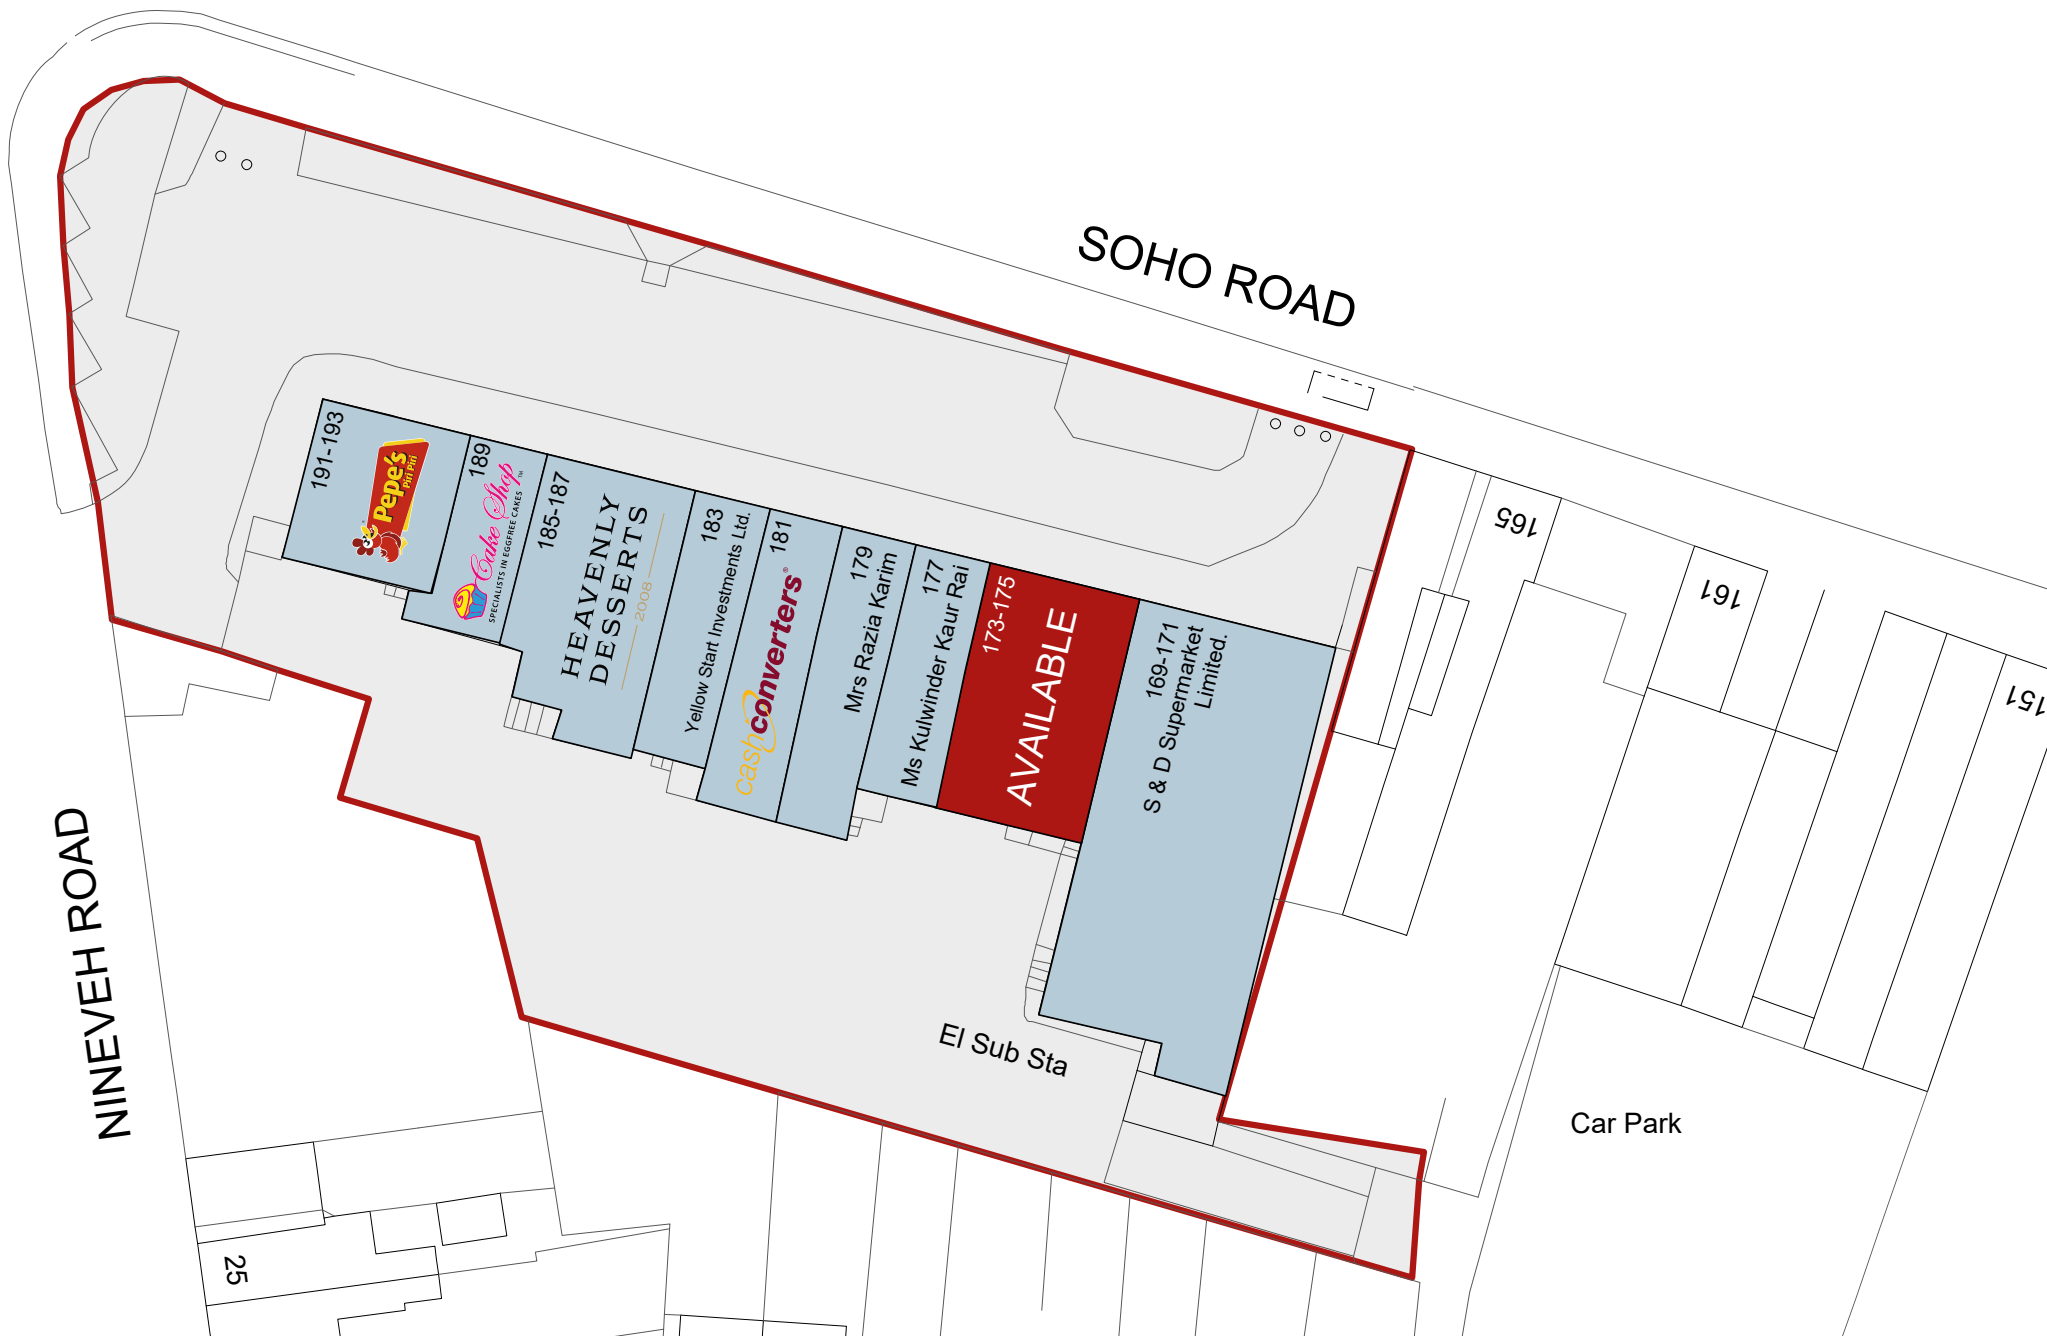 SOHO ROAD
NINEVEH ROAD
191-193
Pepe's
Piri Piri
189
Cake Shop™
SPECIALISTS IN EGGFREE CAKES
185-187
HEAVENLY
DESSERTS
2008
183
Yellow Start Investments Ltd.
181
cash converters®
179
Mrs Razia Karim
177
Ms Kulwinder Kaur Rai
173-175
AVAILABLE
169-171
S & D Supermarket
Limited.
165
161
151
El Sub Sta
Car Park
25